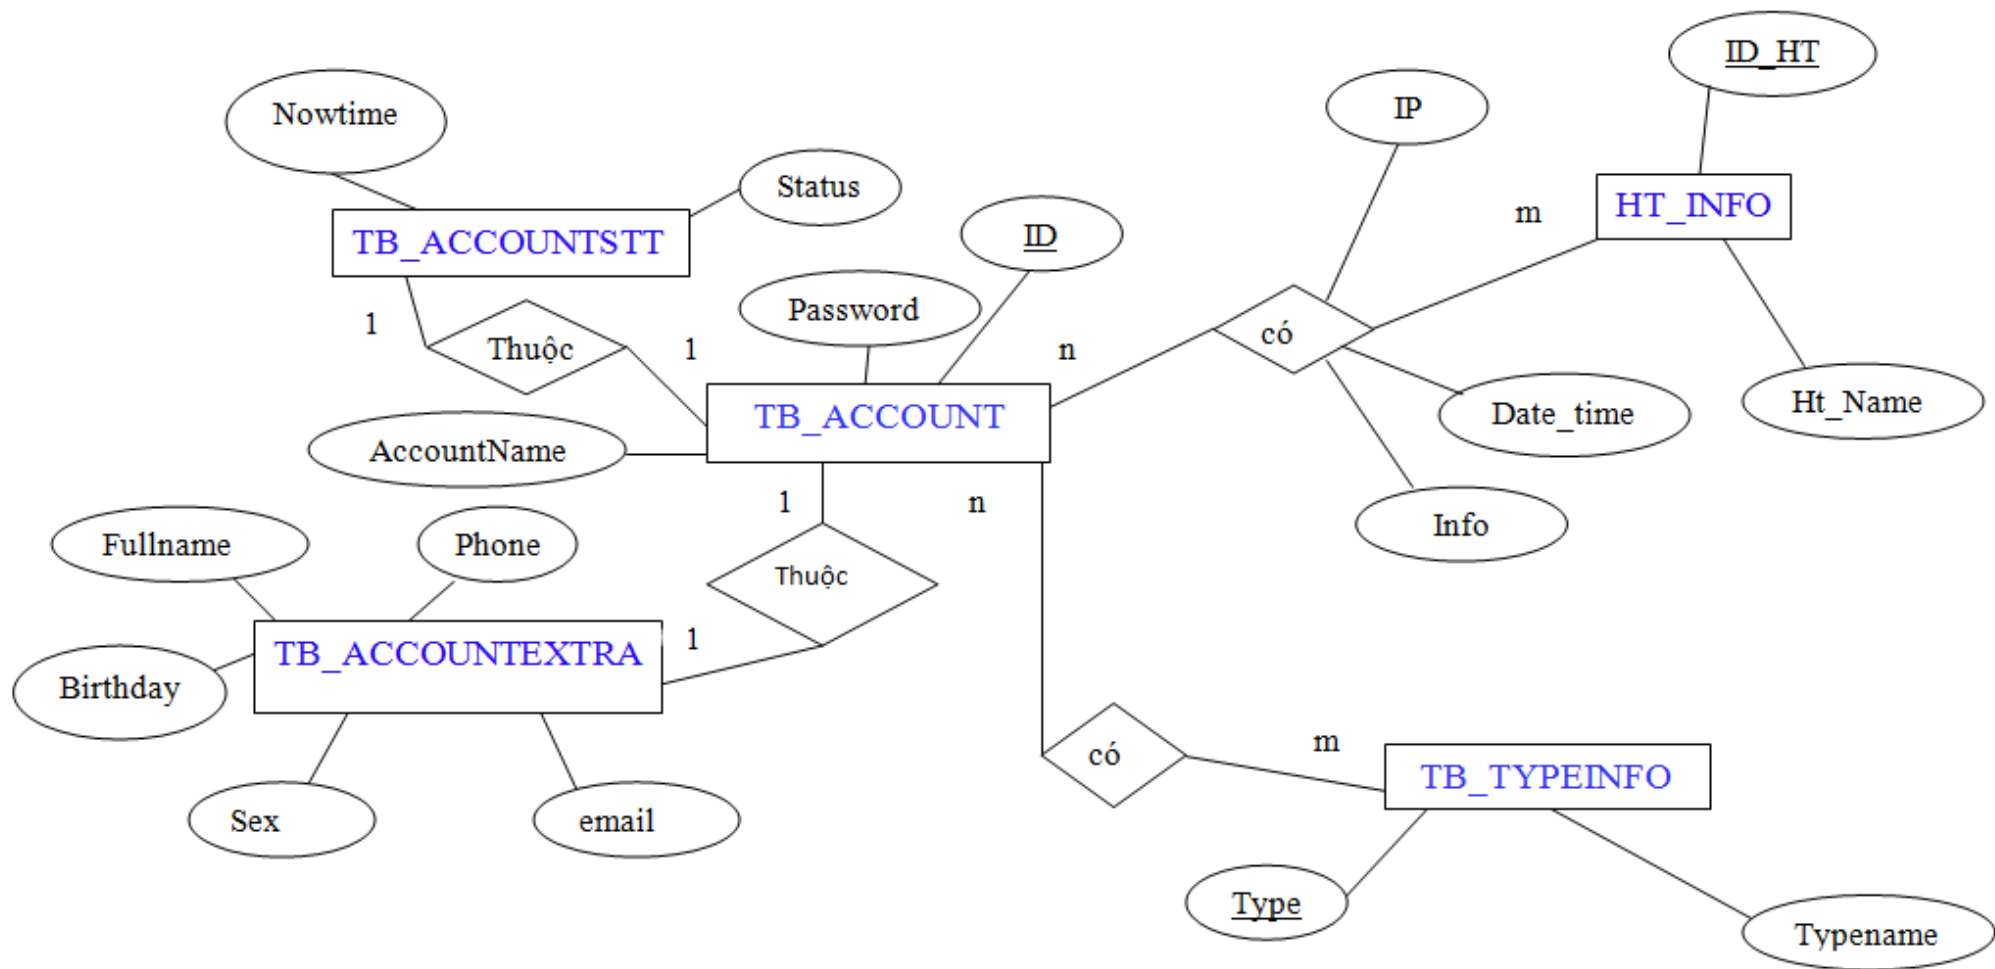 ID_HT
IP
Nowtime
Status
HT_INFO
m
TB_ACCOUNTSTT
ID
Password
1
Thuộc
1
n
có
Ht_Name
Date_time
TB_ACCOUNT
AccountName
1
n
Info
Fullname
Phone
Thuộc
TB_ACCOUNTEXTRA
1
Birthday
m
có
TB_TYPEINFO
Sex
email
Type
Typename